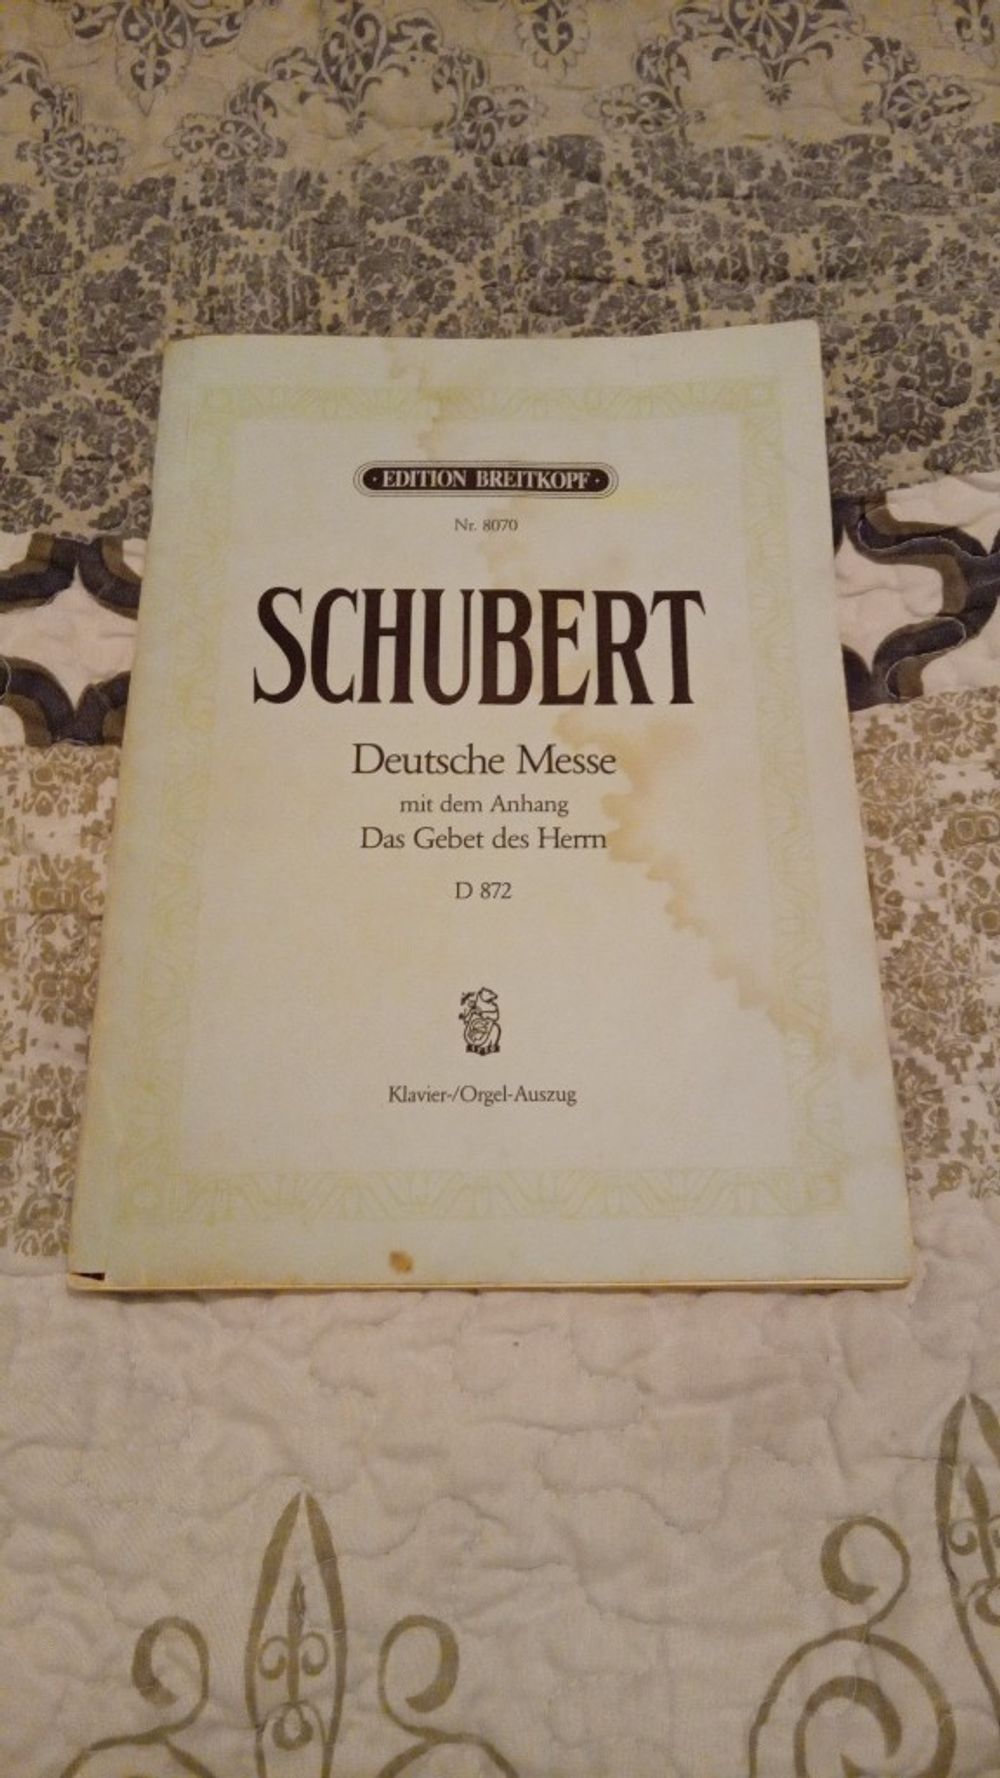 · EDITION BREITKOPF ·
Nr. 8070
SCHUBERT
Deutsche Messe
mit dem Anhang
Das Gebet des Herrn
D 872
Klavier-/Orgel-Auszug